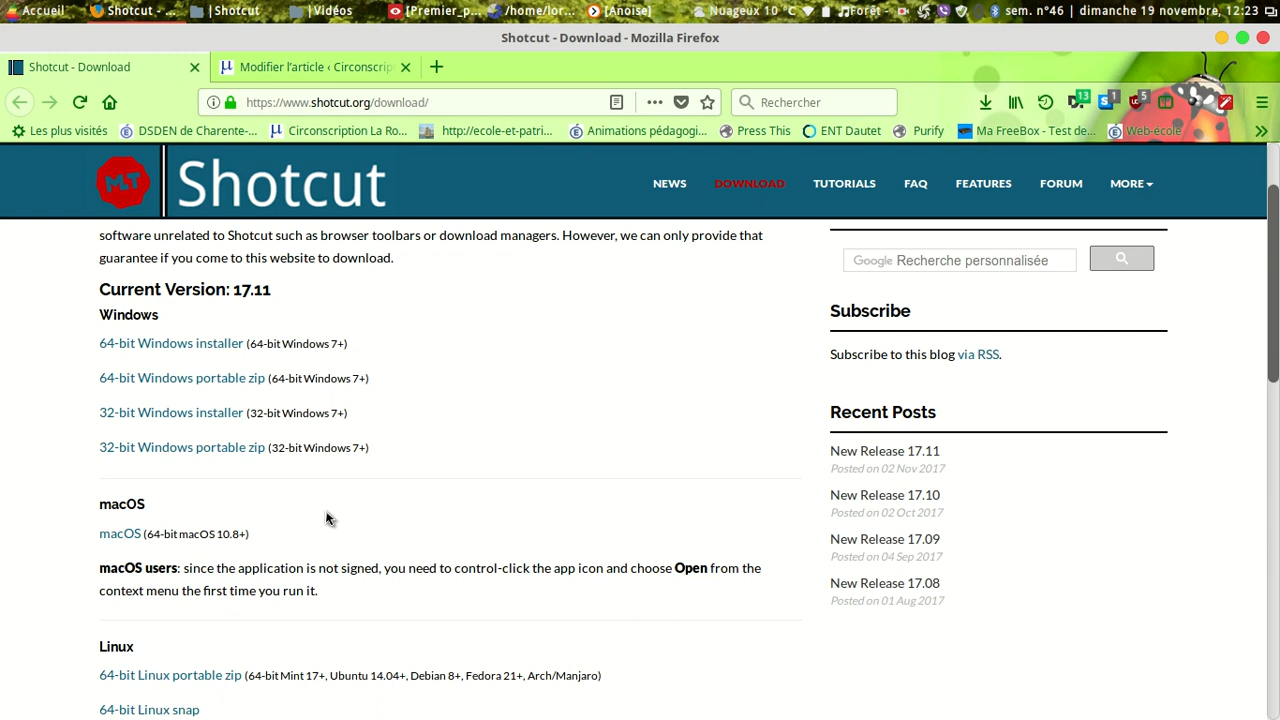 Accueil Shotcut - ... |Shotcut |Vidéos [Premier_p... /home/lor... [Anoise] Nuageux 10 °C Forêt - sem. n°46 | dimanche 19 novembre, 12:23
Shotcut - Download - Mozilla Firefox
Shotcut - Download Modifier l'article ‹ Circonscrip
https://www.shotcut.org/download/ Rechercher 13 1 5
Les plus visités DSDEN de Charente-... Circonscription La Ro... http://ecole-et-patri... Animations pédagogi... Press This ENT Dautet Purify Ma FreeBox - Test de... Web-école
MLT Shotcut NEWS DOWNLOAD TUTORIALS FAQ FEATURES FORUM MORE
software unrelated to Shotcut such as browser toolbars or download managers. However, we can only provide that
guarantee if you come to this website to download.
Current Version: 17.11
Windows
64-bit Windows installer (64-bit Windows 7+)
64-bit Windows portable zip (64-bit Windows 7+)
32-bit Windows installer (32-bit Windows 7+)
32-bit Windows portable zip (32-bit Windows 7+)
macOS
macOS (64-bit macOS 10.8+)
macOS users: since the application is not signed, you need to control-click the app icon and choose Open from the
context menu the first time you run it.
Linux
64-bit Linux portable zip (64-bit Mint 17+, Ubuntu 14.04+, Debian 8+, Fedora 21+, Arch/Manjaro)
64-bit Linux snap
Google Recherche personnalisée
Subscribe
Subscribe to this blog via RSS.
Recent Posts
New Release 17.11
Posted on 02 Nov 2017
New Release 17.10
Posted on 02 Oct 2017
New Release 17.09
Posted on 04 Sep 2017
New Release 17.08
Posted on 01 Aug 2017